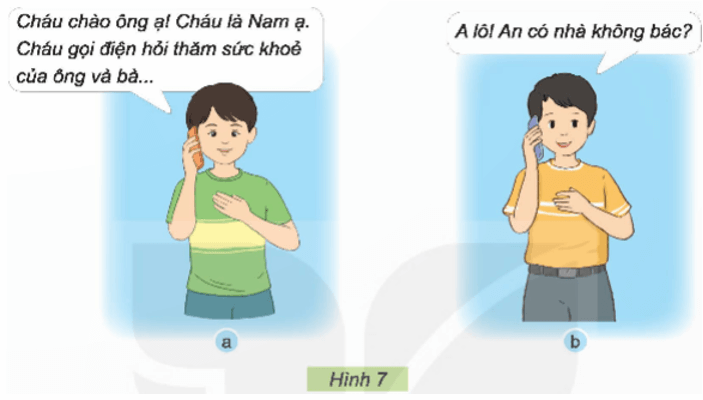 Cháu chào ông ạ! Cháu là Nam ạ.
Cháu gọi điện hỏi thăm sức khoẻ
của ông và bà...
A lô! An có nhà không bác?
a
b
Hình 7